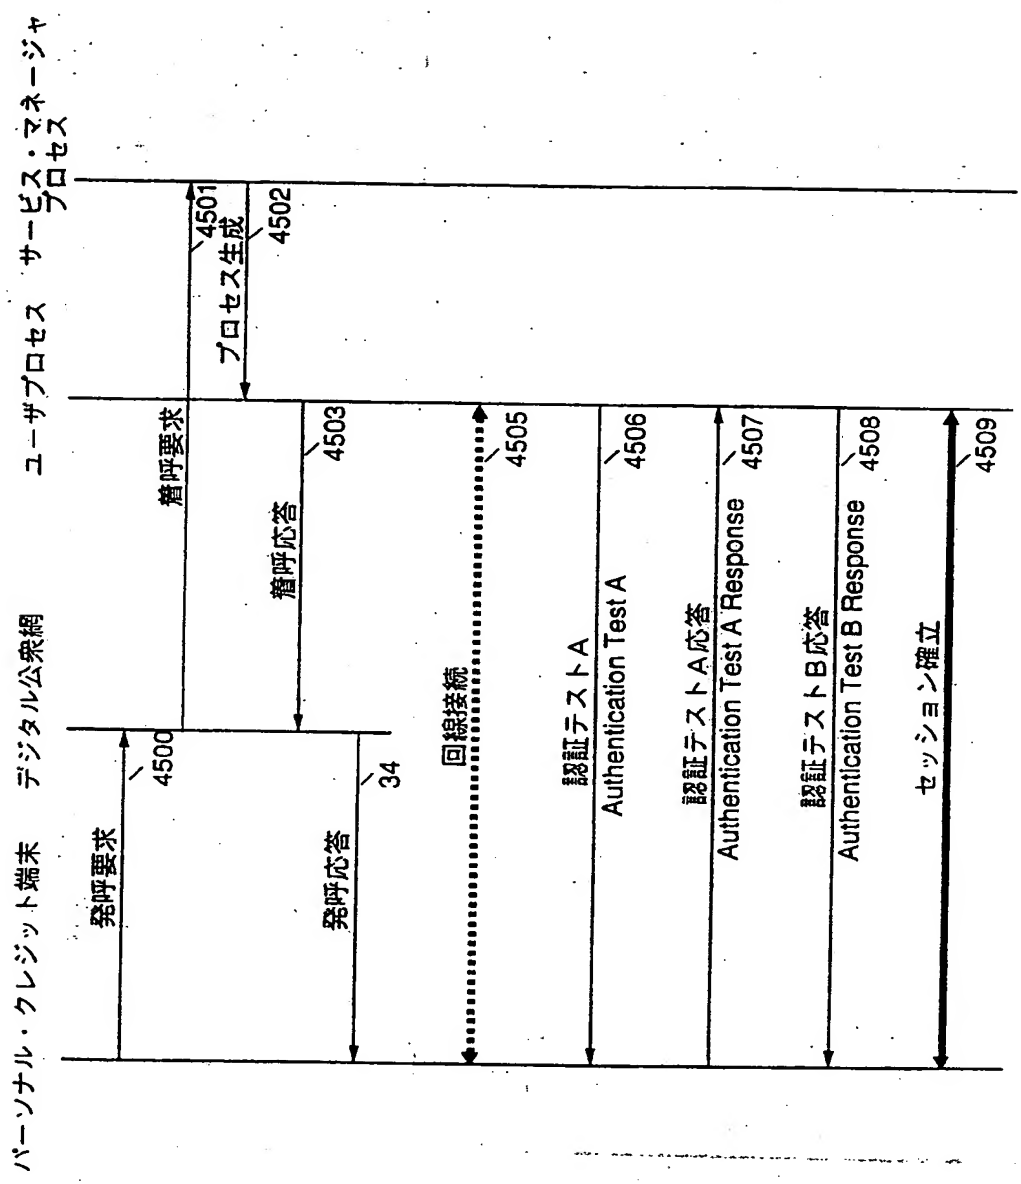 パーソナル・クレジット端末
デジタル公衆網
ユーザプロセス
サービス・マネージャ
プロセス
発呼要求
4500
着呼要求
4501
プロセス生成
4502
着呼応答
4503
発呼応答
34
回線接続
4505
認証テストA
Authentication Test A
4506
認証テストA応答
Authentication Test A Response
4507
認証テストB応答
Authentication Test B Response
4508
セッション確立
4509